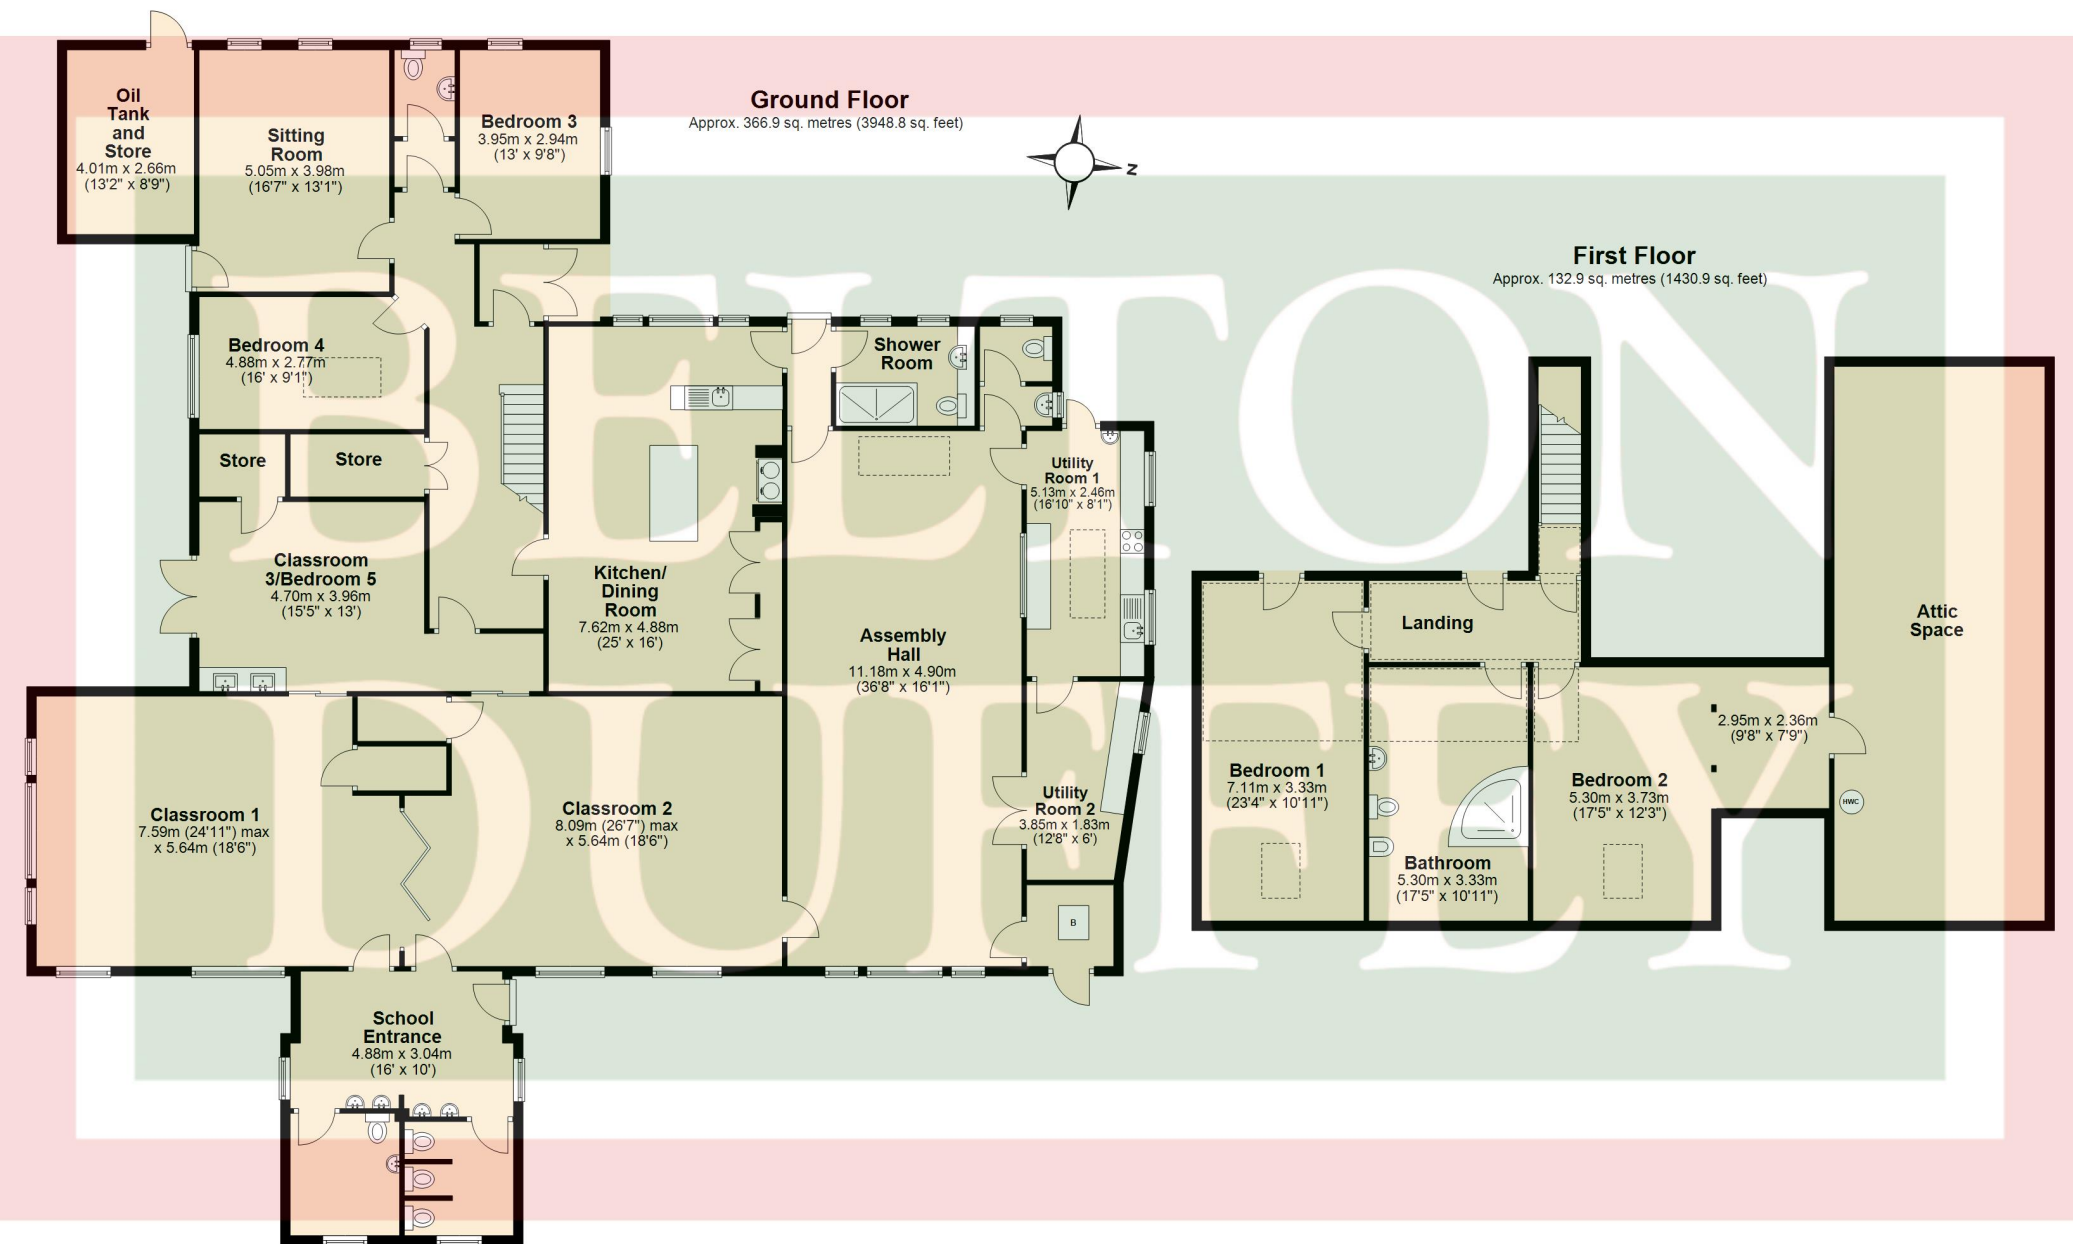 Ground Floor
Approx. 366.9 sq. metres (3948.8 sq. feet)
Oil
Tank
and
Store
4.01m x 2.66m
(13'2" x 8'9")
Sitting
Room
5.05m x 3.98m
(16'7" x 13'1")
Bedroom 3
3.95m x 2.94m
(13' x 9'8")
N
Bedroom 4
4.88m x 2.77m
(16' x 9'1")
Store
Store
Classroom
3/Bedroom 5
4.70m x 3.96m
(15'5" x 13')
Kitchen/
Dining
Room
7.62m x 4.88m
(25' x 16')
Shower
Room
Assembly
Hall
11.18m x 4.90m
(36'8" x 16'1")
Utility
Room 1
5.13m x 2.46m
(16'10" x 8'1")
Utility
Room 2
3.85m x 1.83m
(12'8" x 6')
B
Classroom 1
7.59m (24'11") max
x 5.64m (18'6")
Classroom 2
8.09m (26'7") max
x 5.64m (18'6")
School
Entrance
4.88m x 3.04m
(16' x 10')
First Floor
Approx. 132.9 sq. metres (1430.9 sq. feet)
Landing
Attic
Space
2.95m x 2.36m
(9'8" x 7'9")
Bedroom 1
7.11m x 3.33m
(23'4" x 10'11")
Bathroom
5.30m x 3.33m
(17'5" x 10'11")
Bedroom 2
5.30m x 3.73m
(17'5" x 12'3")
HWC
BELTON
DUFFEY